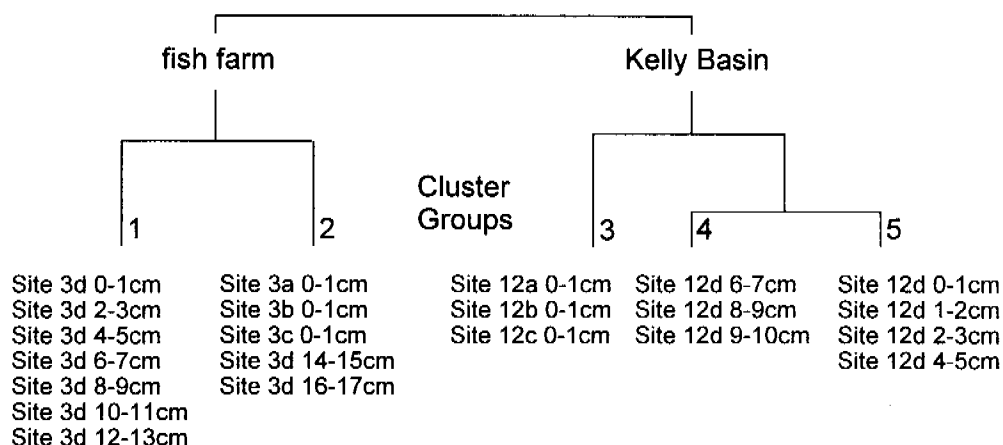 fish farm
Kelly Basin
Cluster
Groups
1
2
3
4
5
Site 3d 0-1cm
Site 3d 2-3cm
Site 3d 4-5cm
Site 3d 6-7cm
Site 3d 8-9cm
Site 3d 10-11cm
Site 3d 12-13cm
Site 3a 0-1cm
Site 3b 0-1cm
Site 3c 0-1cm
Site 3d 14-15cm
Site 3d 16-17cm
Site 12a 0-1cm
Site 12b 0-1cm
Site 12c 0-1cm
Site 12d 6-7cm
Site 12d 8-9cm
Site 12d 9-10cm
Site 12d 0-1cm
Site 12d 1-2cm
Site 12d 2-3cm
Site 12d 4-5cm